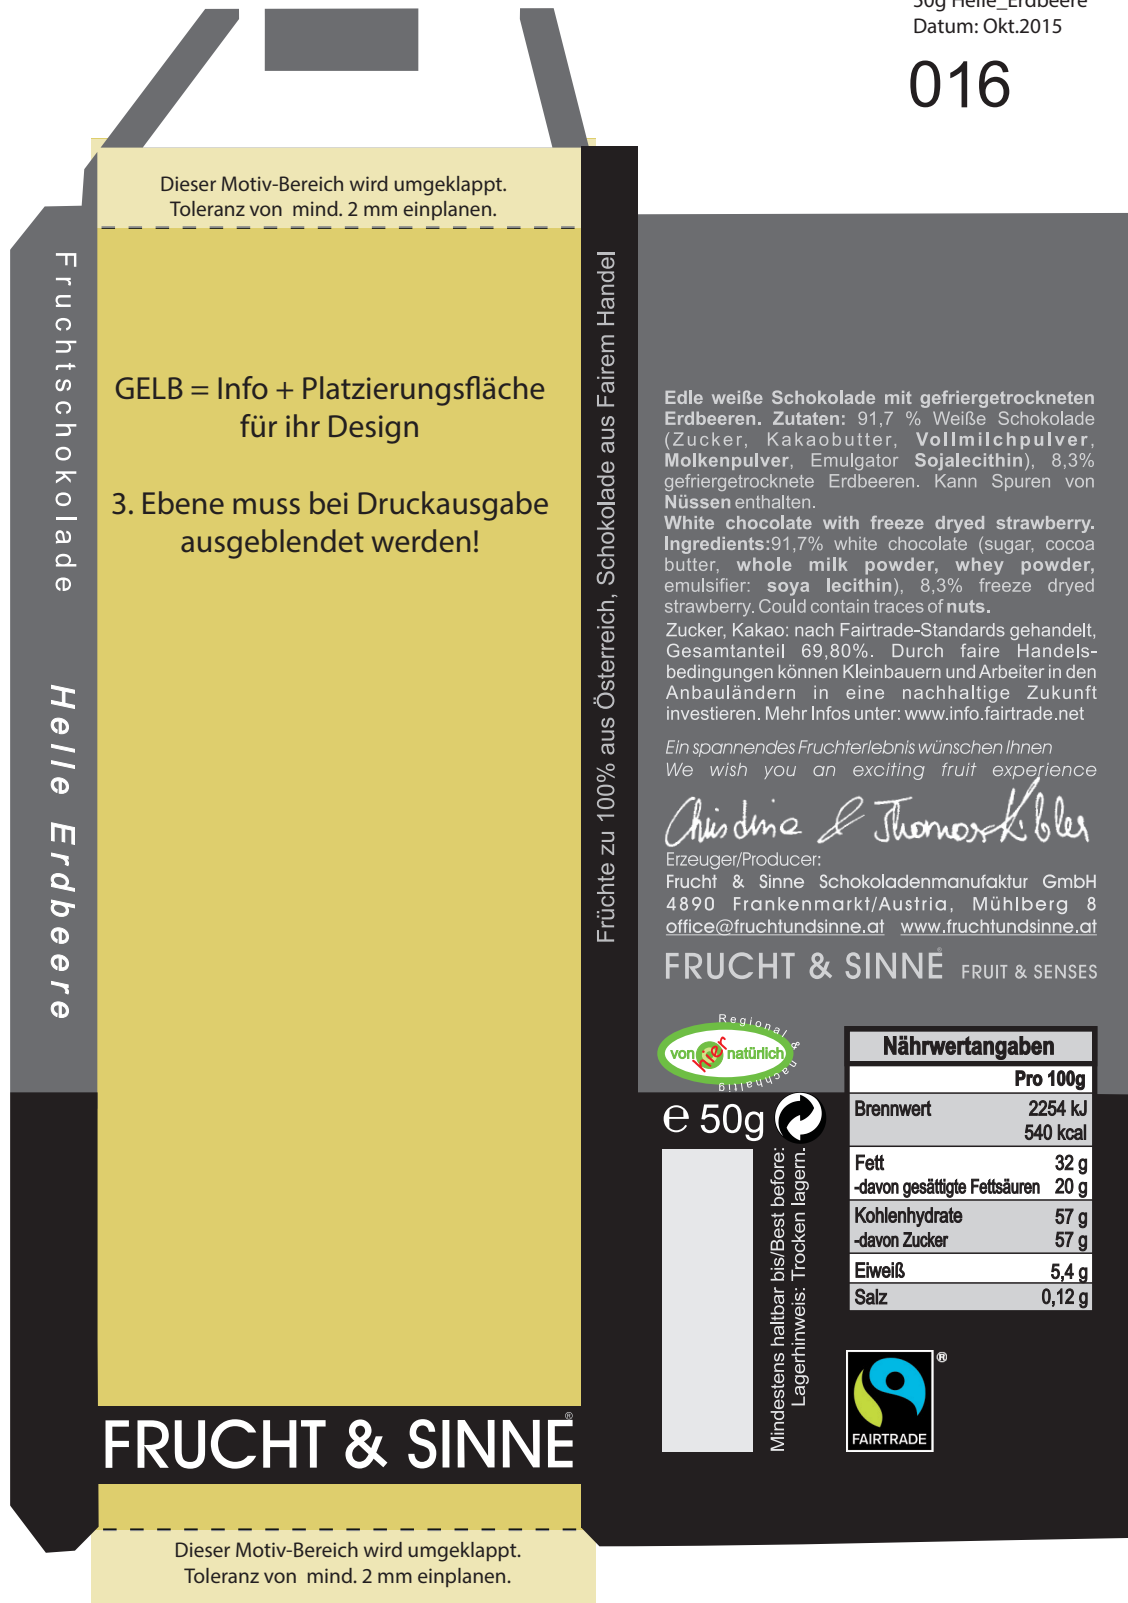 50g Helle_Erdbeere
Datum: Okt.2015
016
Dieser Motiv-Bereich wird umgeklappt.
Toleranz von mind. 2 mm einplanen.
Fruchtschokolade
Helle Erdbeere
GELB = Info + Platzierungsfläche
für ihr Design
3. Ebene muss bei Druckausgabe
ausgeblendet werden!
FRUCHT & SINNE®
Dieser Motiv-Bereich wird umgeklappt.
Toleranz von mind. 2 mm einplanen.
Früchte zu 100% aus Österreich, Schokolade aus Fairem Handel
Edle weiße Schokolade mit gefriergetrockneten
Erdbeeren. Zutaten: 91,7 % Weiße Schokolade
(Zucker, Kakaobutter, Vollmilchpulver,
Molkenpulver, Emulgator Sojalecithin), 8,3%
gefriergetrocknete Erdbeeren. Kann Spuren von
Nüssen enthalten.
White chocolate with freeze dryed strawberry.
Ingredients:91,7% white chocolate (sugar, cocoa
butter, whole milk powder, whey powder,
emulsifier: soya lecithin), 8,3% freeze dryed
strawberry. Could contain traces of nuts.
Zucker, Kakao: nach Fairtrade-Standards gehandelt,
Gesamtanteil 69,80%. Durch faire Handels-
bedingungen können Kleinbauern und Arbeiter in den
Anbauländern in eine nachhaltige Zukunft
investieren. Mehr Infos unter: www.info.fairtrade.net
Ein spannendes Fruchterlebnis wünschen Ihnen
We wish you an exciting fruit experience
Christina & Thomas Kibler
Erzeuger/Producer:
Frucht & Sinne Schokoladenmanufaktur GmbH
4890 Frankenmarkt/Austria, Mühlberg 8
office@fruchtundsinne.at www.fruchtundsinne.at
FRUCHT & SINNE® FRUIT & SENSES
Regional & nachhaltig
von hier natürlich
e 50g
Mindestens haltbar bis/Best before:
Lagerhinweis: Trocken lagern.
Nährwertangaben
Pro 100g
Brennwert 2254 kJ
540 kcal
Fett 32 g
-davon gesättigte Fettsäuren 20 g
Kohlenhydrate 57 g
-davon Zucker 57 g
Eiweiß 5,4 g
Salz 0,12 g
FAIRTRADE
®